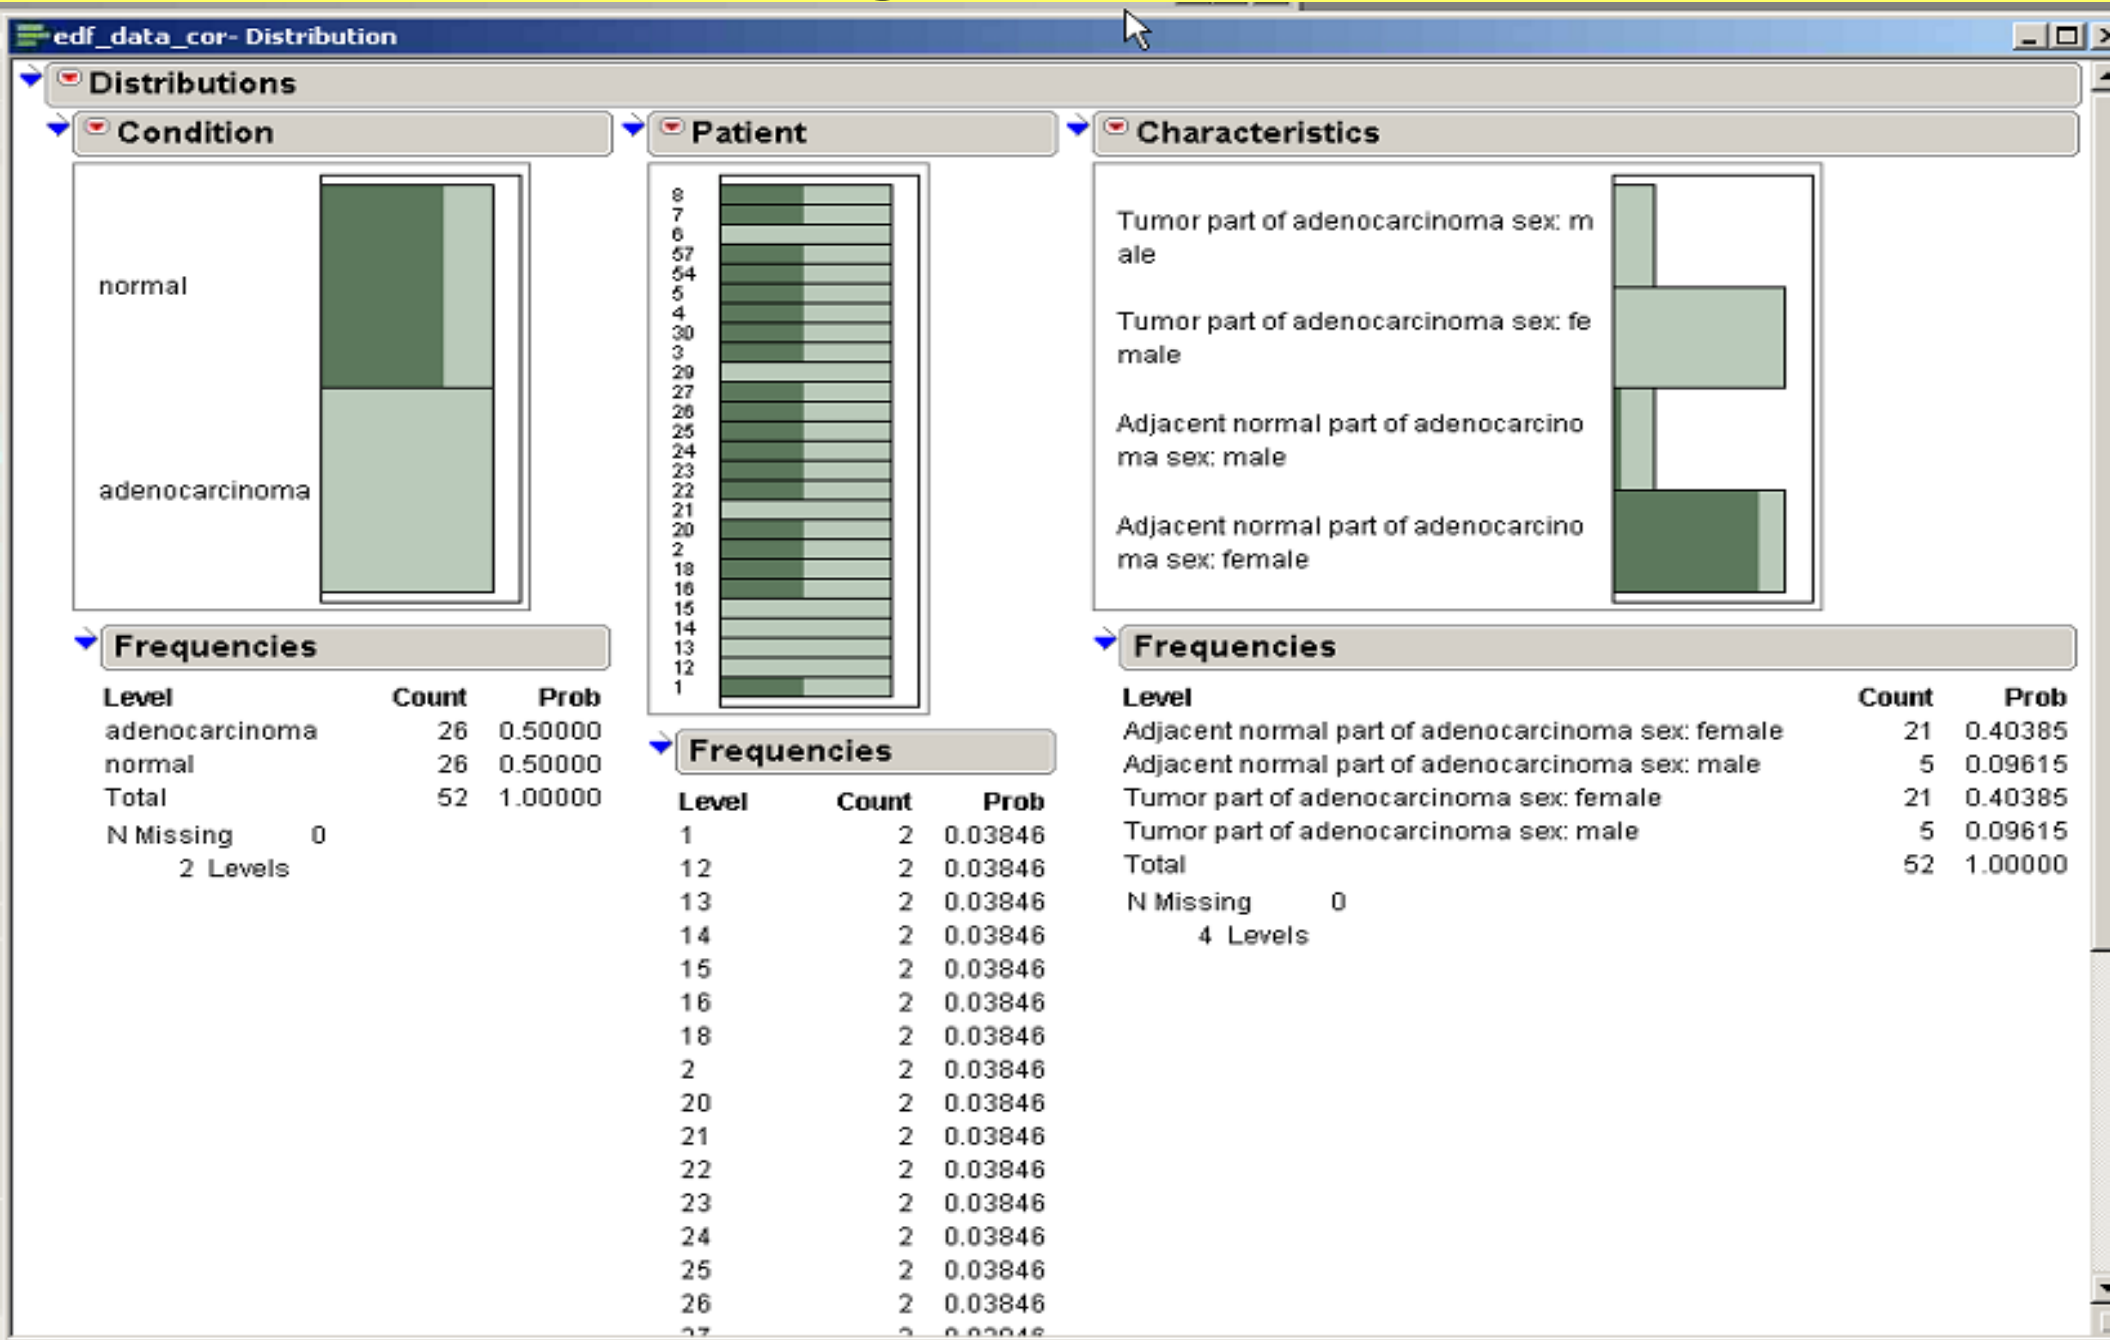 edf_data_cor- Distribution
Distributions
Condition
normal
adenocarcinoma
Frequencies
Level Count Prob
adenocarcinoma 26 0.50000
normal 26 0.50000
Total 52 1.00000
N Missing 0
2 Levels
Patient
8
7
6
57
54
5
4
30
3
29
27
26
25
24
23
22
21
20
2
18
16
15
14
13
12
1
Frequencies
Level Count Prob
1 2 0.03846
12 2 0.03846
13 2 0.03846
14 2 0.03846
15 2 0.03846
16 2 0.03846
18 2 0.03846
2 2 0.03846
20 2 0.03846
21 2 0.03846
22 2 0.03846
23 2 0.03846
24 2 0.03846
25 2 0.03846
26 2 0.03846
27 2 0.03846
Characteristics
Tumor part of adenocarcinoma sex: m
ale
Tumor part of adenocarcinoma sex: fe
male
Adjacent normal part of adenocarcino
ma sex: male
Adjacent normal part of adenocarcino
ma sex: female
Frequencies
Level Count Prob
Adjacent normal part of adenocarcinoma sex: female 21 0.40385
Adjacent normal part of adenocarcinoma sex: male 5 0.09615
Tumor part of adenocarcinoma sex: female 21 0.40385
Tumor part of adenocarcinoma sex: male 5 0.09615
Total 52 1.00000
N Missing 0
4 Levels